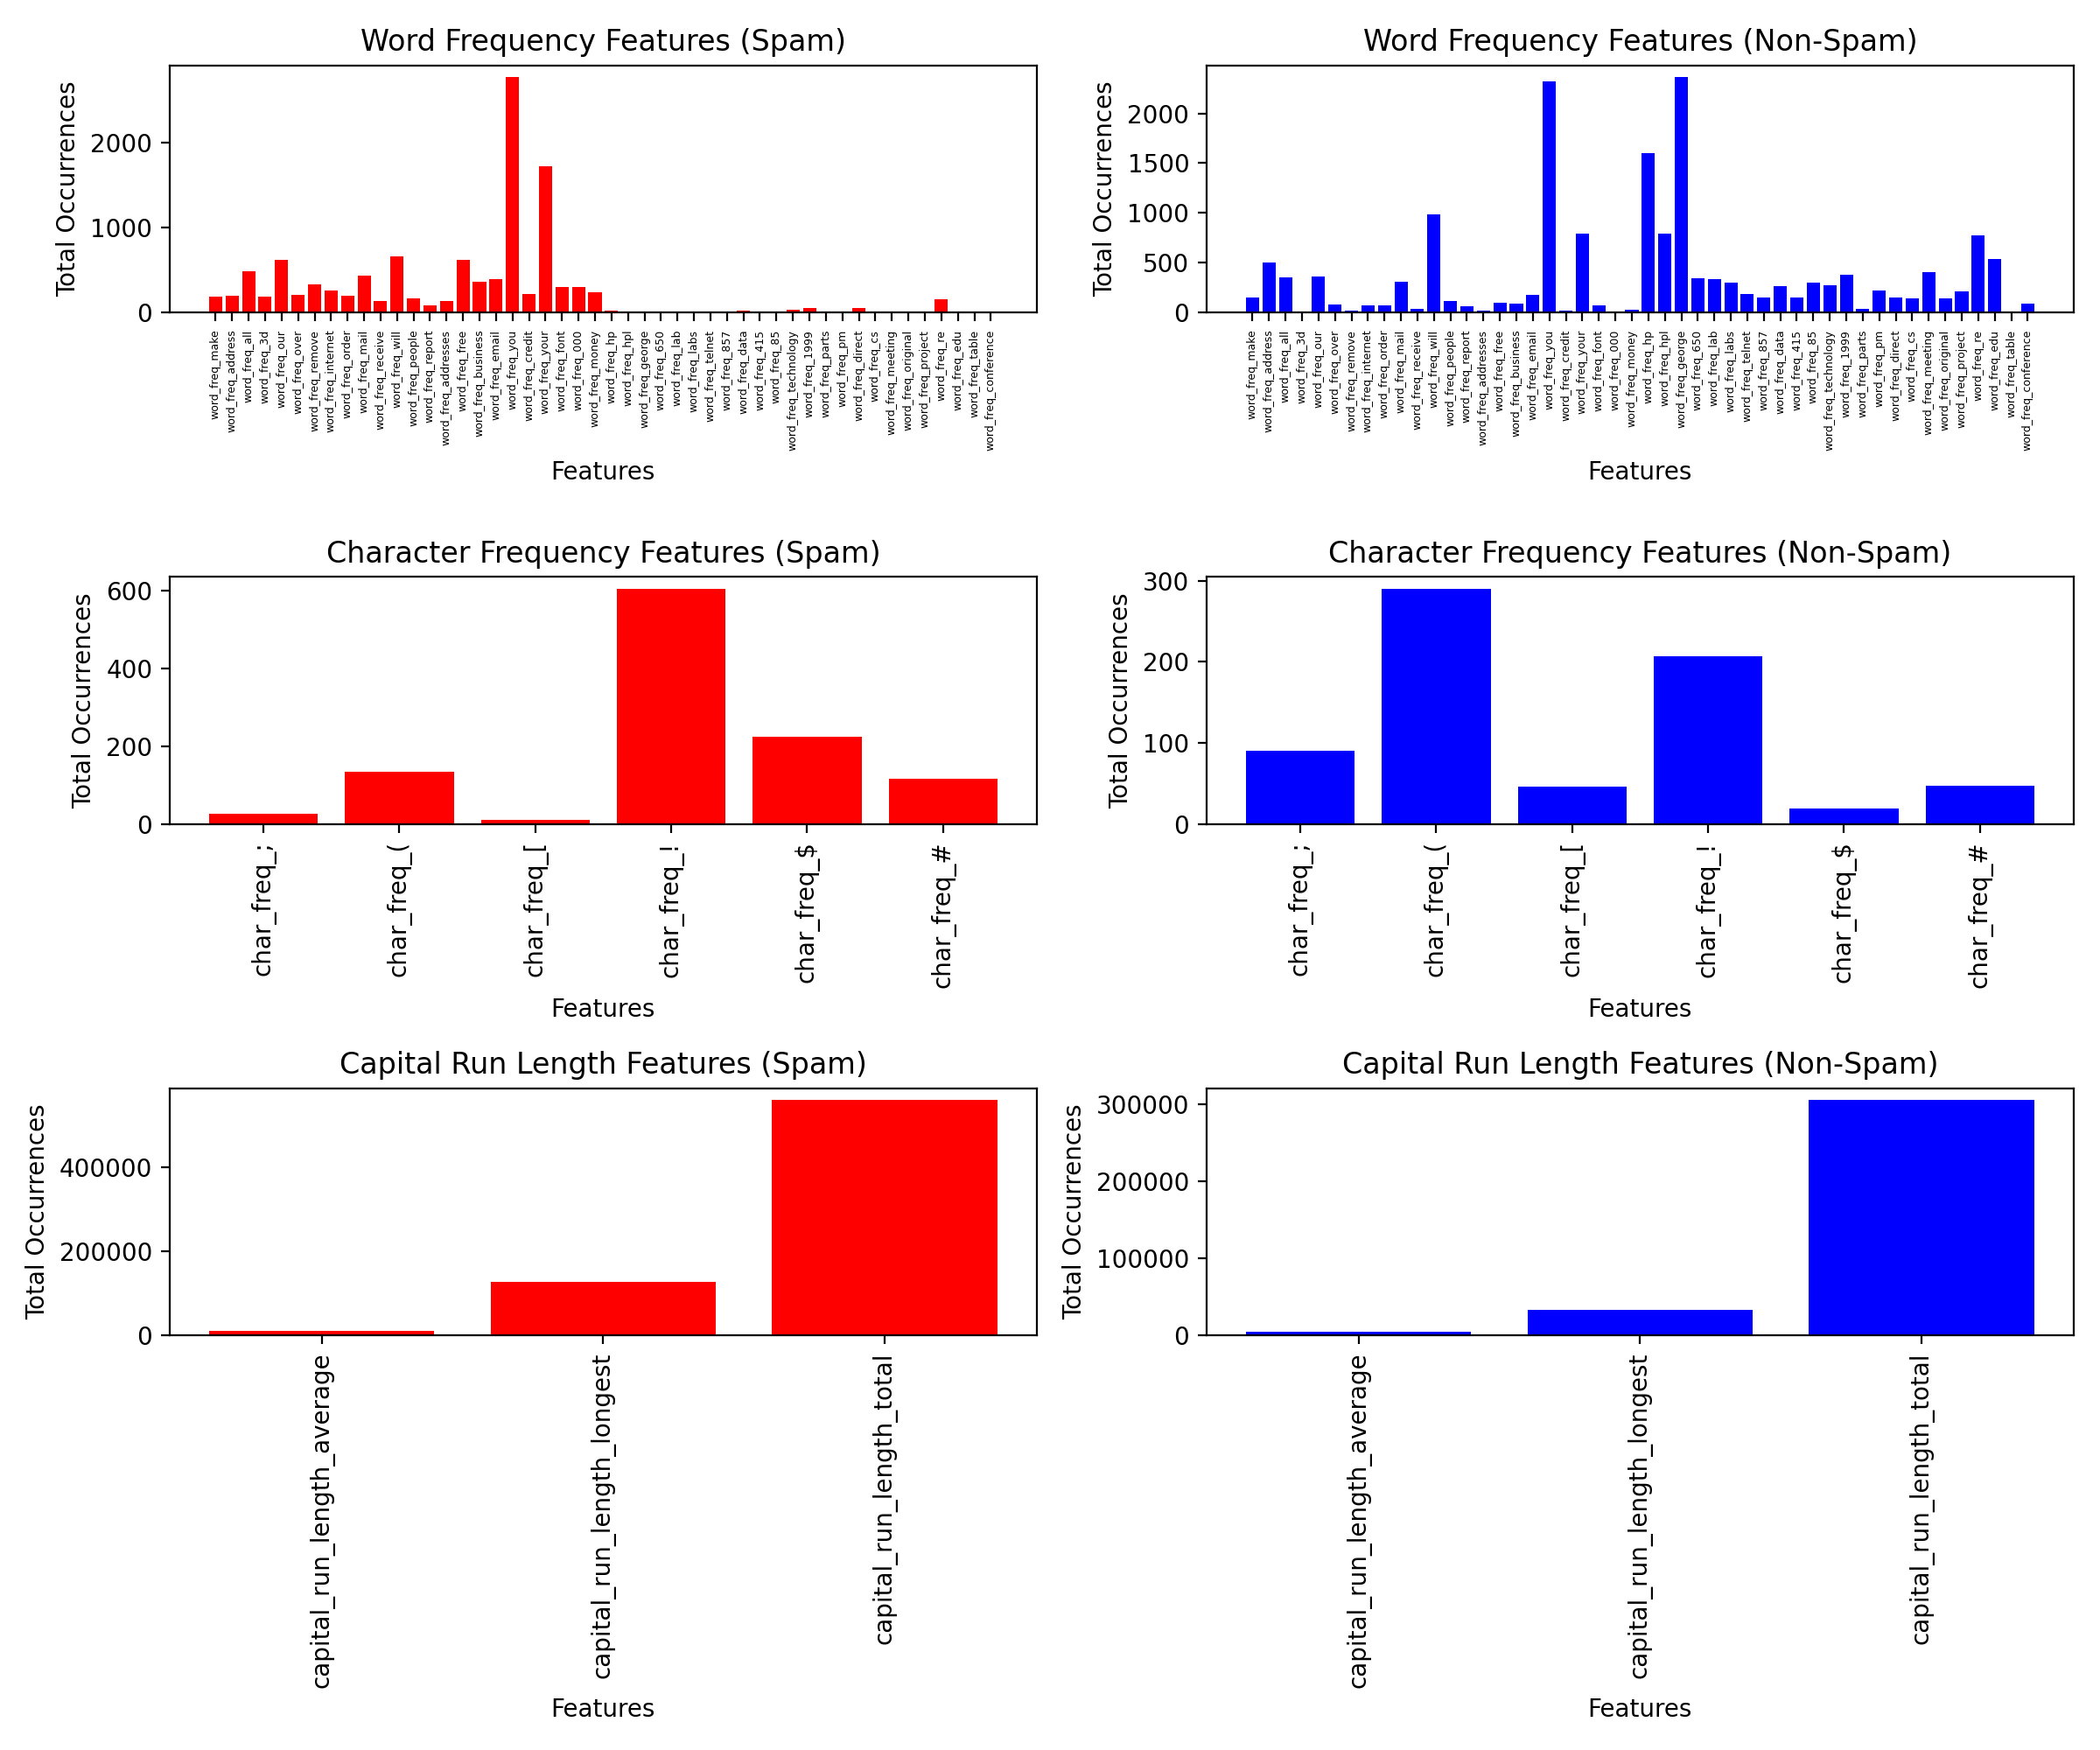 Word Frequency Features (Spam)
Total Occurrences
2000
1000
0
word_freq_make
word_freq_address
word_freq_all
word_freq_3d
word_freq_our
word_freq_over
word_freq_remove
word_freq_internet
word_freq_order
word_freq_mail
word_freq_receive
word_freq_will
word_freq_people
word_freq_report
word_freq_addresses
word_freq_free
word_freq_business
word_freq_email
word_freq_you
word_freq_credit
word_freq_your
word_freq_font
word_freq_000
word_freq_money
word_freq_hp
word_freq_hpl
word_freq_george
word_freq_650
word_freq_lab
word_freq_labs
word_freq_telnet
word_freq_857
word_freq_data
word_freq_415
word_freq_85
word_freq_technology
word_freq_1999
word_freq_parts
word_freq_pm
word_freq_direct
word_freq_cs
word_freq_meeting
word_freq_original
word_freq_project
word_freq_re
word_freq_edu
word_freq_table
word_freq_conference
Features
Word Frequency Features (Non-Spam)
Total Occurrences
2000
1500
1000
500
0
word_freq_make
word_freq_address
word_freq_all
word_freq_3d
word_freq_our
word_freq_over
word_freq_remove
word_freq_internet
word_freq_order
word_freq_mail
word_freq_receive
word_freq_will
word_freq_people
word_freq_report
word_freq_addresses
word_freq_free
word_freq_business
word_freq_email
word_freq_you
word_freq_credit
word_freq_your
word_freq_font
word_freq_000
word_freq_money
word_freq_hp
word_freq_hpl
word_freq_george
word_freq_650
word_freq_lab
word_freq_labs
word_freq_telnet
word_freq_857
word_freq_data
word_freq_415
word_freq_85
word_freq_technology
word_freq_1999
word_freq_parts
word_freq_pm
word_freq_direct
word_freq_cs
word_freq_meeting
word_freq_original
word_freq_project
word_freq_re
word_freq_edu
word_freq_table
word_freq_conference
Features
Character Frequency Features (Spam)
Total Occurrences
600
400
200
0
char_freq_;
char_freq_(
char_freq_[
char_freq_!
char_freq_$
char_freq_#
Features
Character Frequency Features (Non-Spam)
Total Occurrences
300
200
100
0
char_freq_;
char_freq_(
char_freq_[
char_freq_!
char_freq_$
char_freq_#
Features
Capital Run Length Features (Spam)
Total Occurrences
400000
200000
0
capital_run_length_average
capital_run_length_longest
capital_run_length_total
Features
Capital Run Length Features (Non-Spam)
Total Occurrences
300000
200000
100000
0
capital_run_length_average
capital_run_length_longest
capital_run_length_total
Features